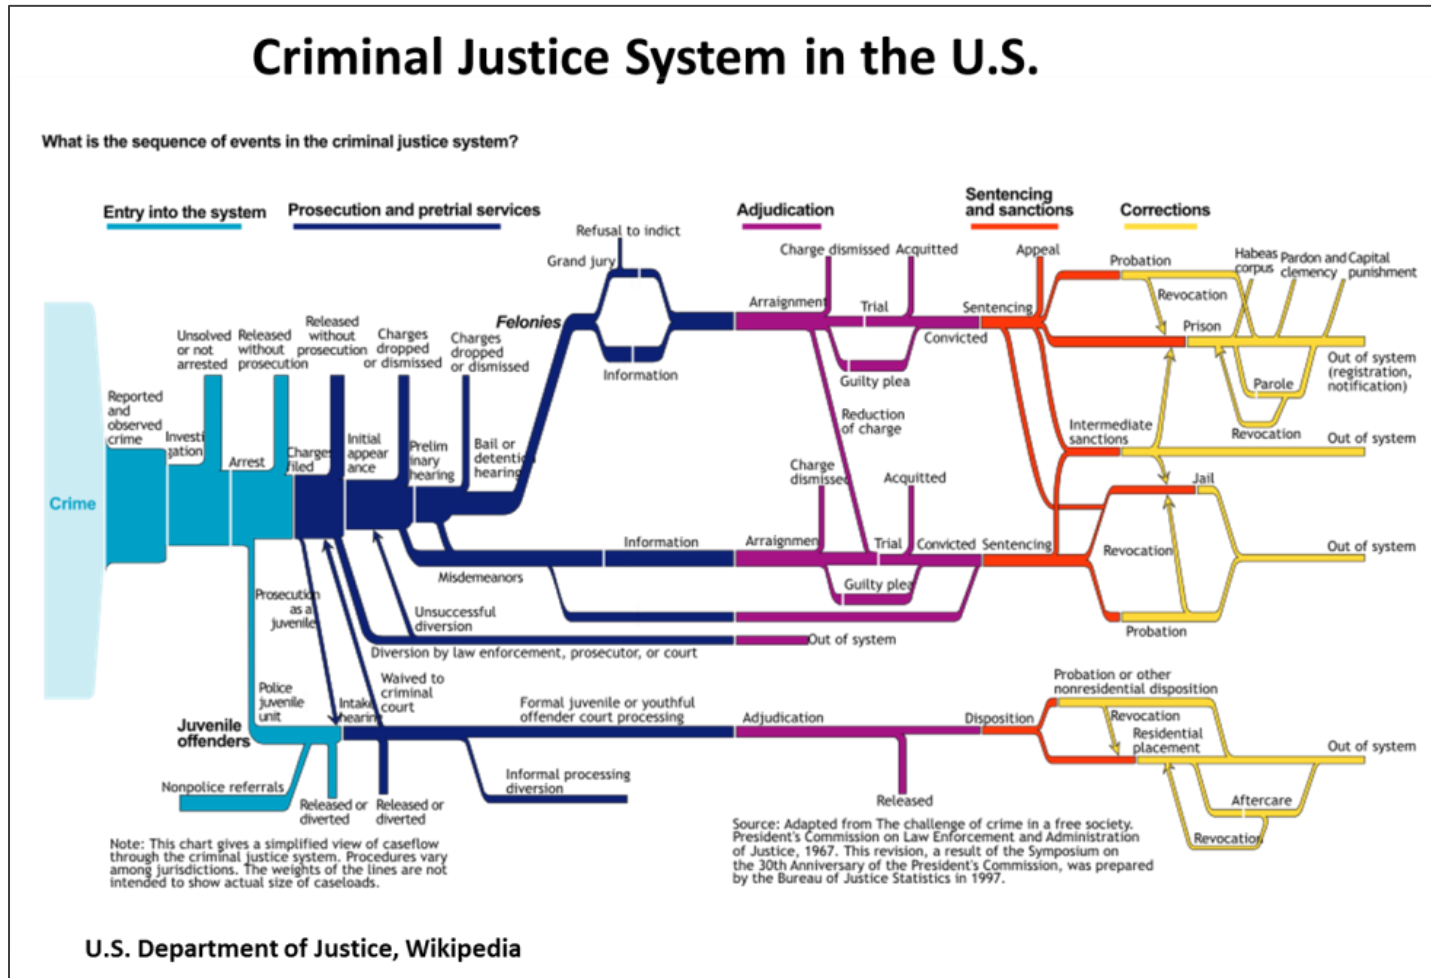 Criminal Justice System in the U.S.
What is the sequence of events in the criminal justice system?
Entry into the system
Prosecution and pretrial services
Adjudication
Sentencing
and sanctions
Corrections
Refusal to indict
Grand jury
Felonies
Information
Charge dismissed
Acquitted
Arraignment
Trial
Guilty plea
Convicted
Reduction
of charge
Appeal
Sentencing
Probation
Revocation
Prison
Habeas
corpus
Pardon and
clemency
Capital
punishment
Out of system
(registration,
notification)
Parole
Revocation
Intermediate
sanctions
Out of system
Crime
Reported
and
observed
crime
Investi
gation
Unsolved
or not
arrested
Released
without
prosecution
Arrest
Charges
filed
Released
without
prosecution
Initial
appear
ance
Charges
dropped
or dismissed
Prelim
inary
hearing
Charges
dropped
or dismissed
Bail or
detention
hearing
Charge
dismissed
Acquitted
Jail
Misdemeanors
Information
Arraignmen
Trial
Convicted
Sentencing
Guilty plea
Revocation
Out of system
Probation
Prosecution
as a
juvenile
Unsuccessful
diversion
Diversion by law enforcement, prosecutor, or court
Out of system
Police
juvenile
unit
Juvenile
offenders
Intake
hearing
Waived to
criminal
court
Formal juvenile or youthful
offender court processing
Adjudication
Disposition
Probation or other
nonresidential disposition
Revocation
Residential
placement
Out of system
Nonpolice referrals
Released or
diverted
Released or
diverted
Informal processing
diversion
Released
Aftercare
Revocation
Note: This chart gives a simplified view of caseflow
through the criminal justice system. Procedures vary
among jurisdictions. The weights of the lines are not
intended to show actual size of caseloads.
Source: Adapted from The challenge of crime in a free society.
President's Commission on Law Enforcement and Administration
of Justice, 1967. This revision, a result of the Symposium on
the 30th Anniversary of the President's Commission, was prepared
by the Bureau of Justice Statistics in 1997.
U.S. Department of Justice, Wikipedia